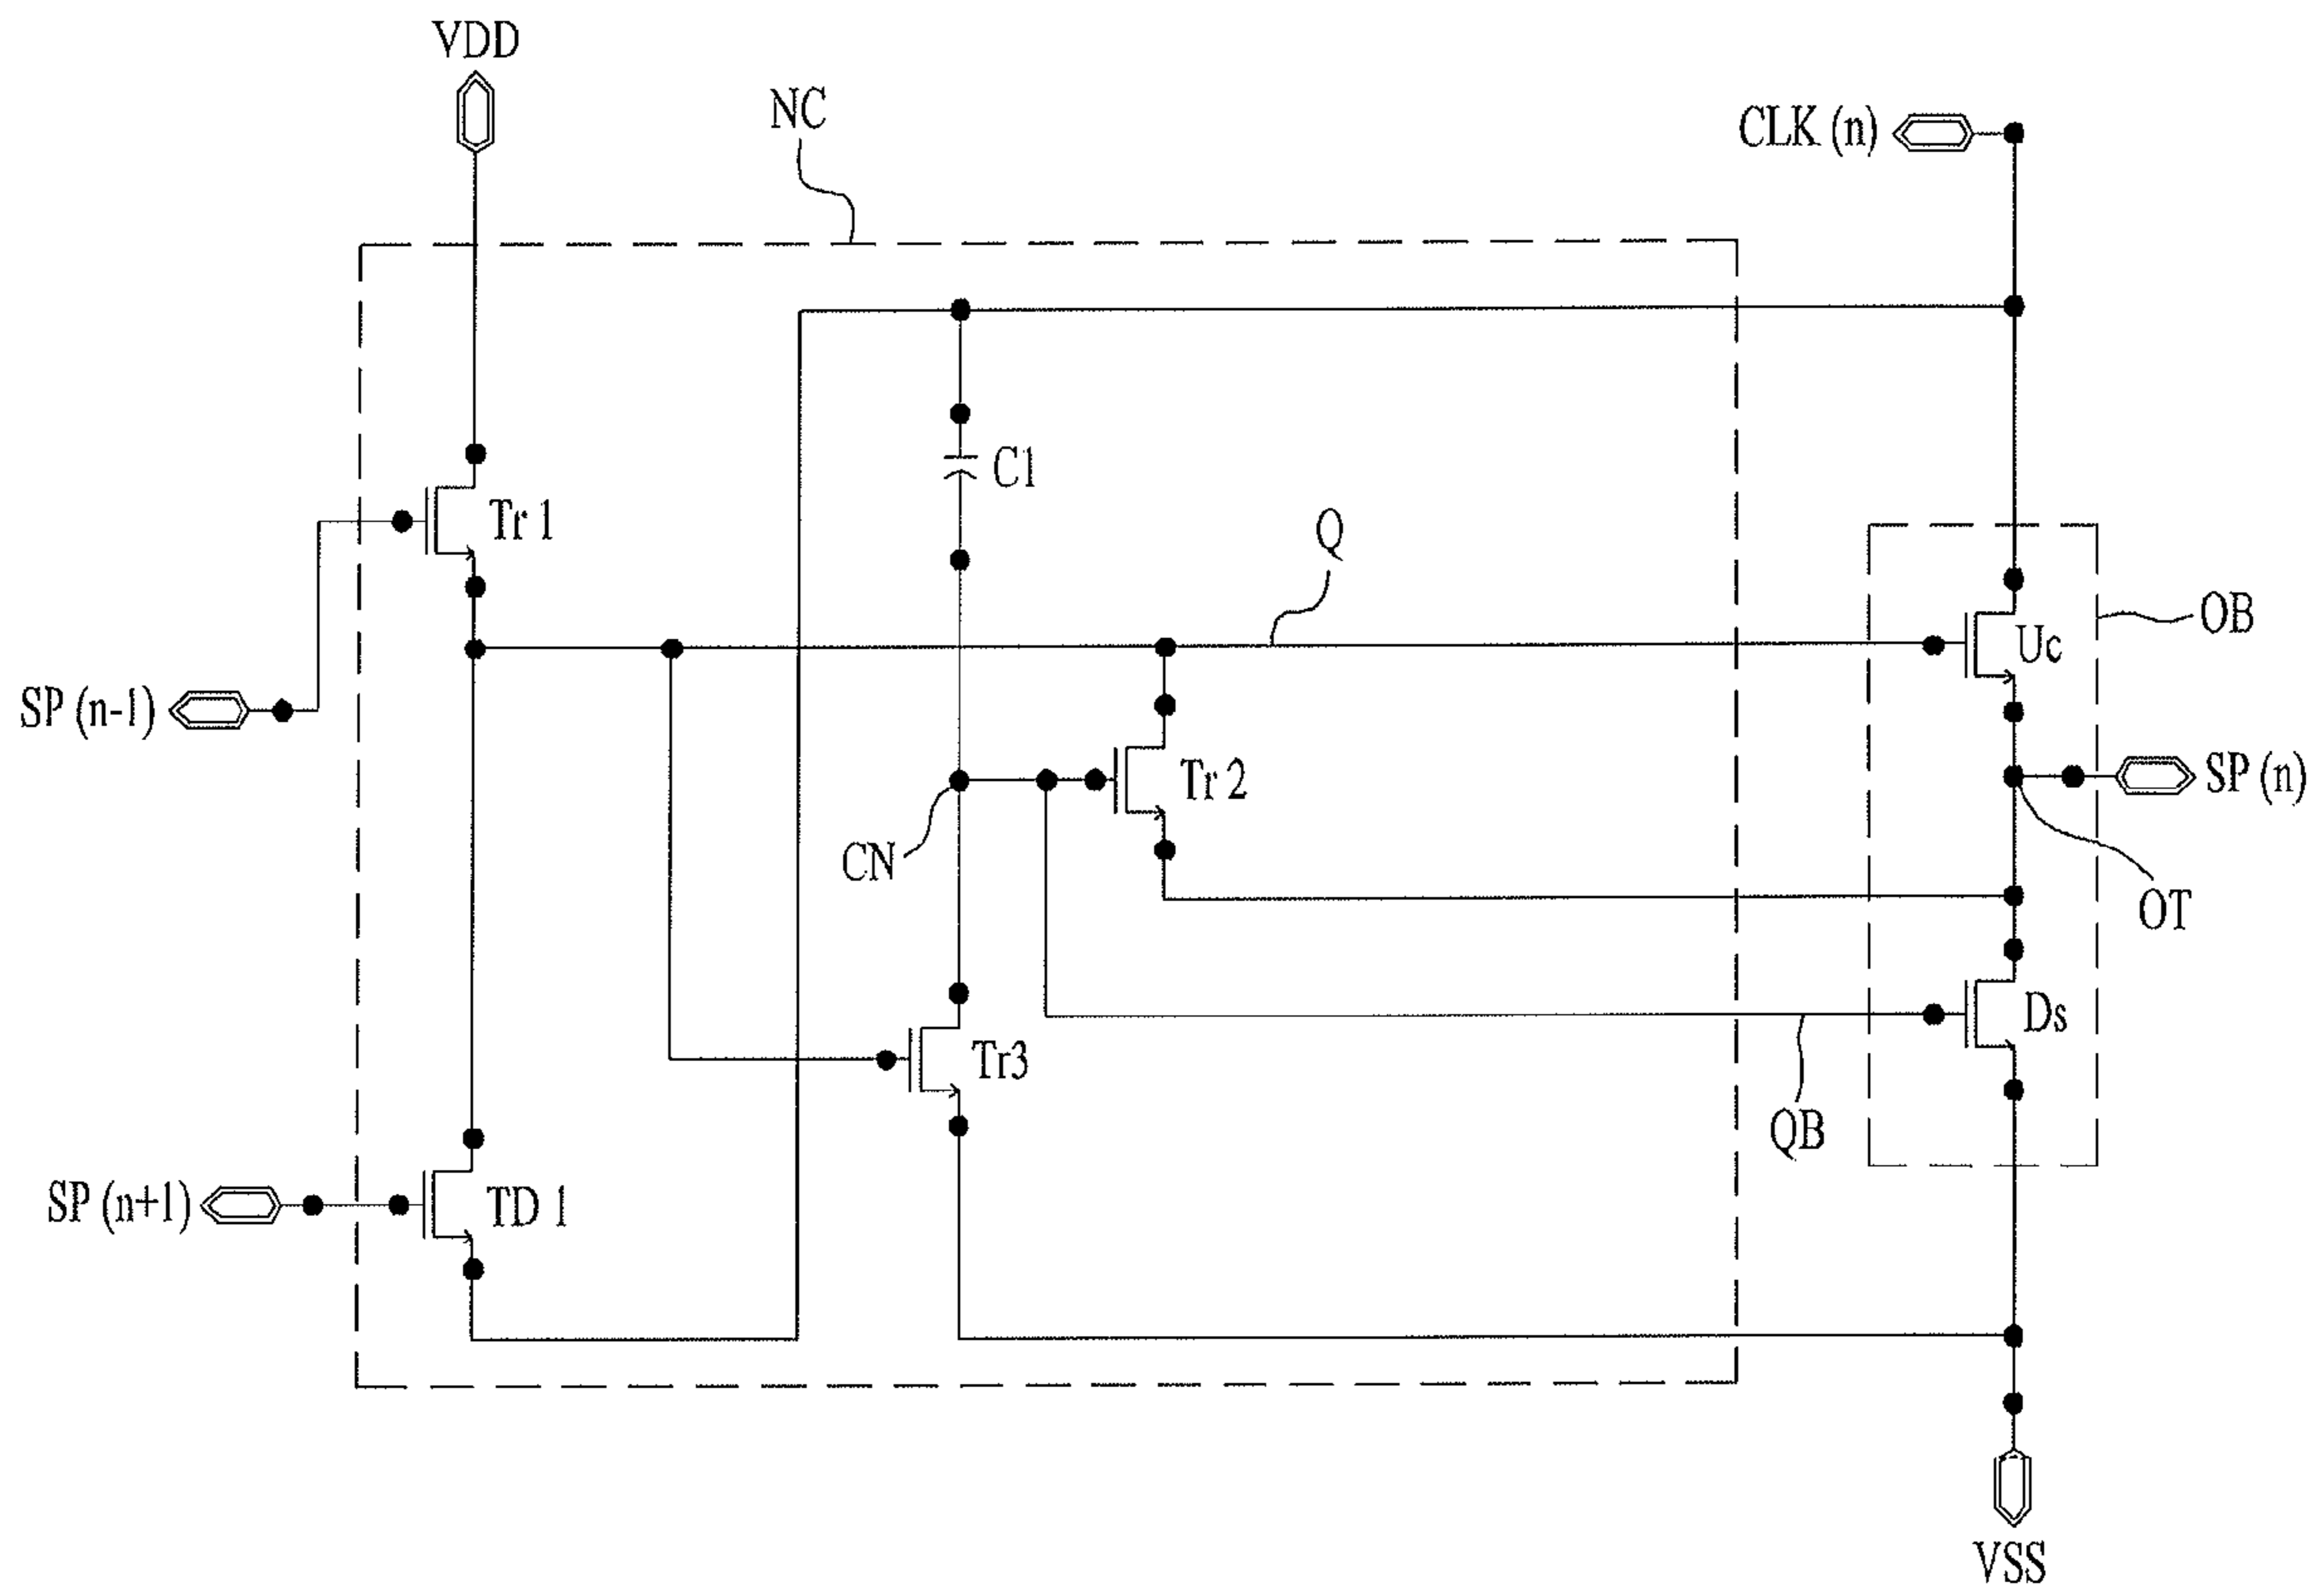 VDD
NC
CLK (n)
C1
Tr 1
Q
OB
Uc
SP (n-1)
Tr 2
SP (n)
CN
OT
Ds
Tr3
QB
SP (n+1)
TD 1
VSS